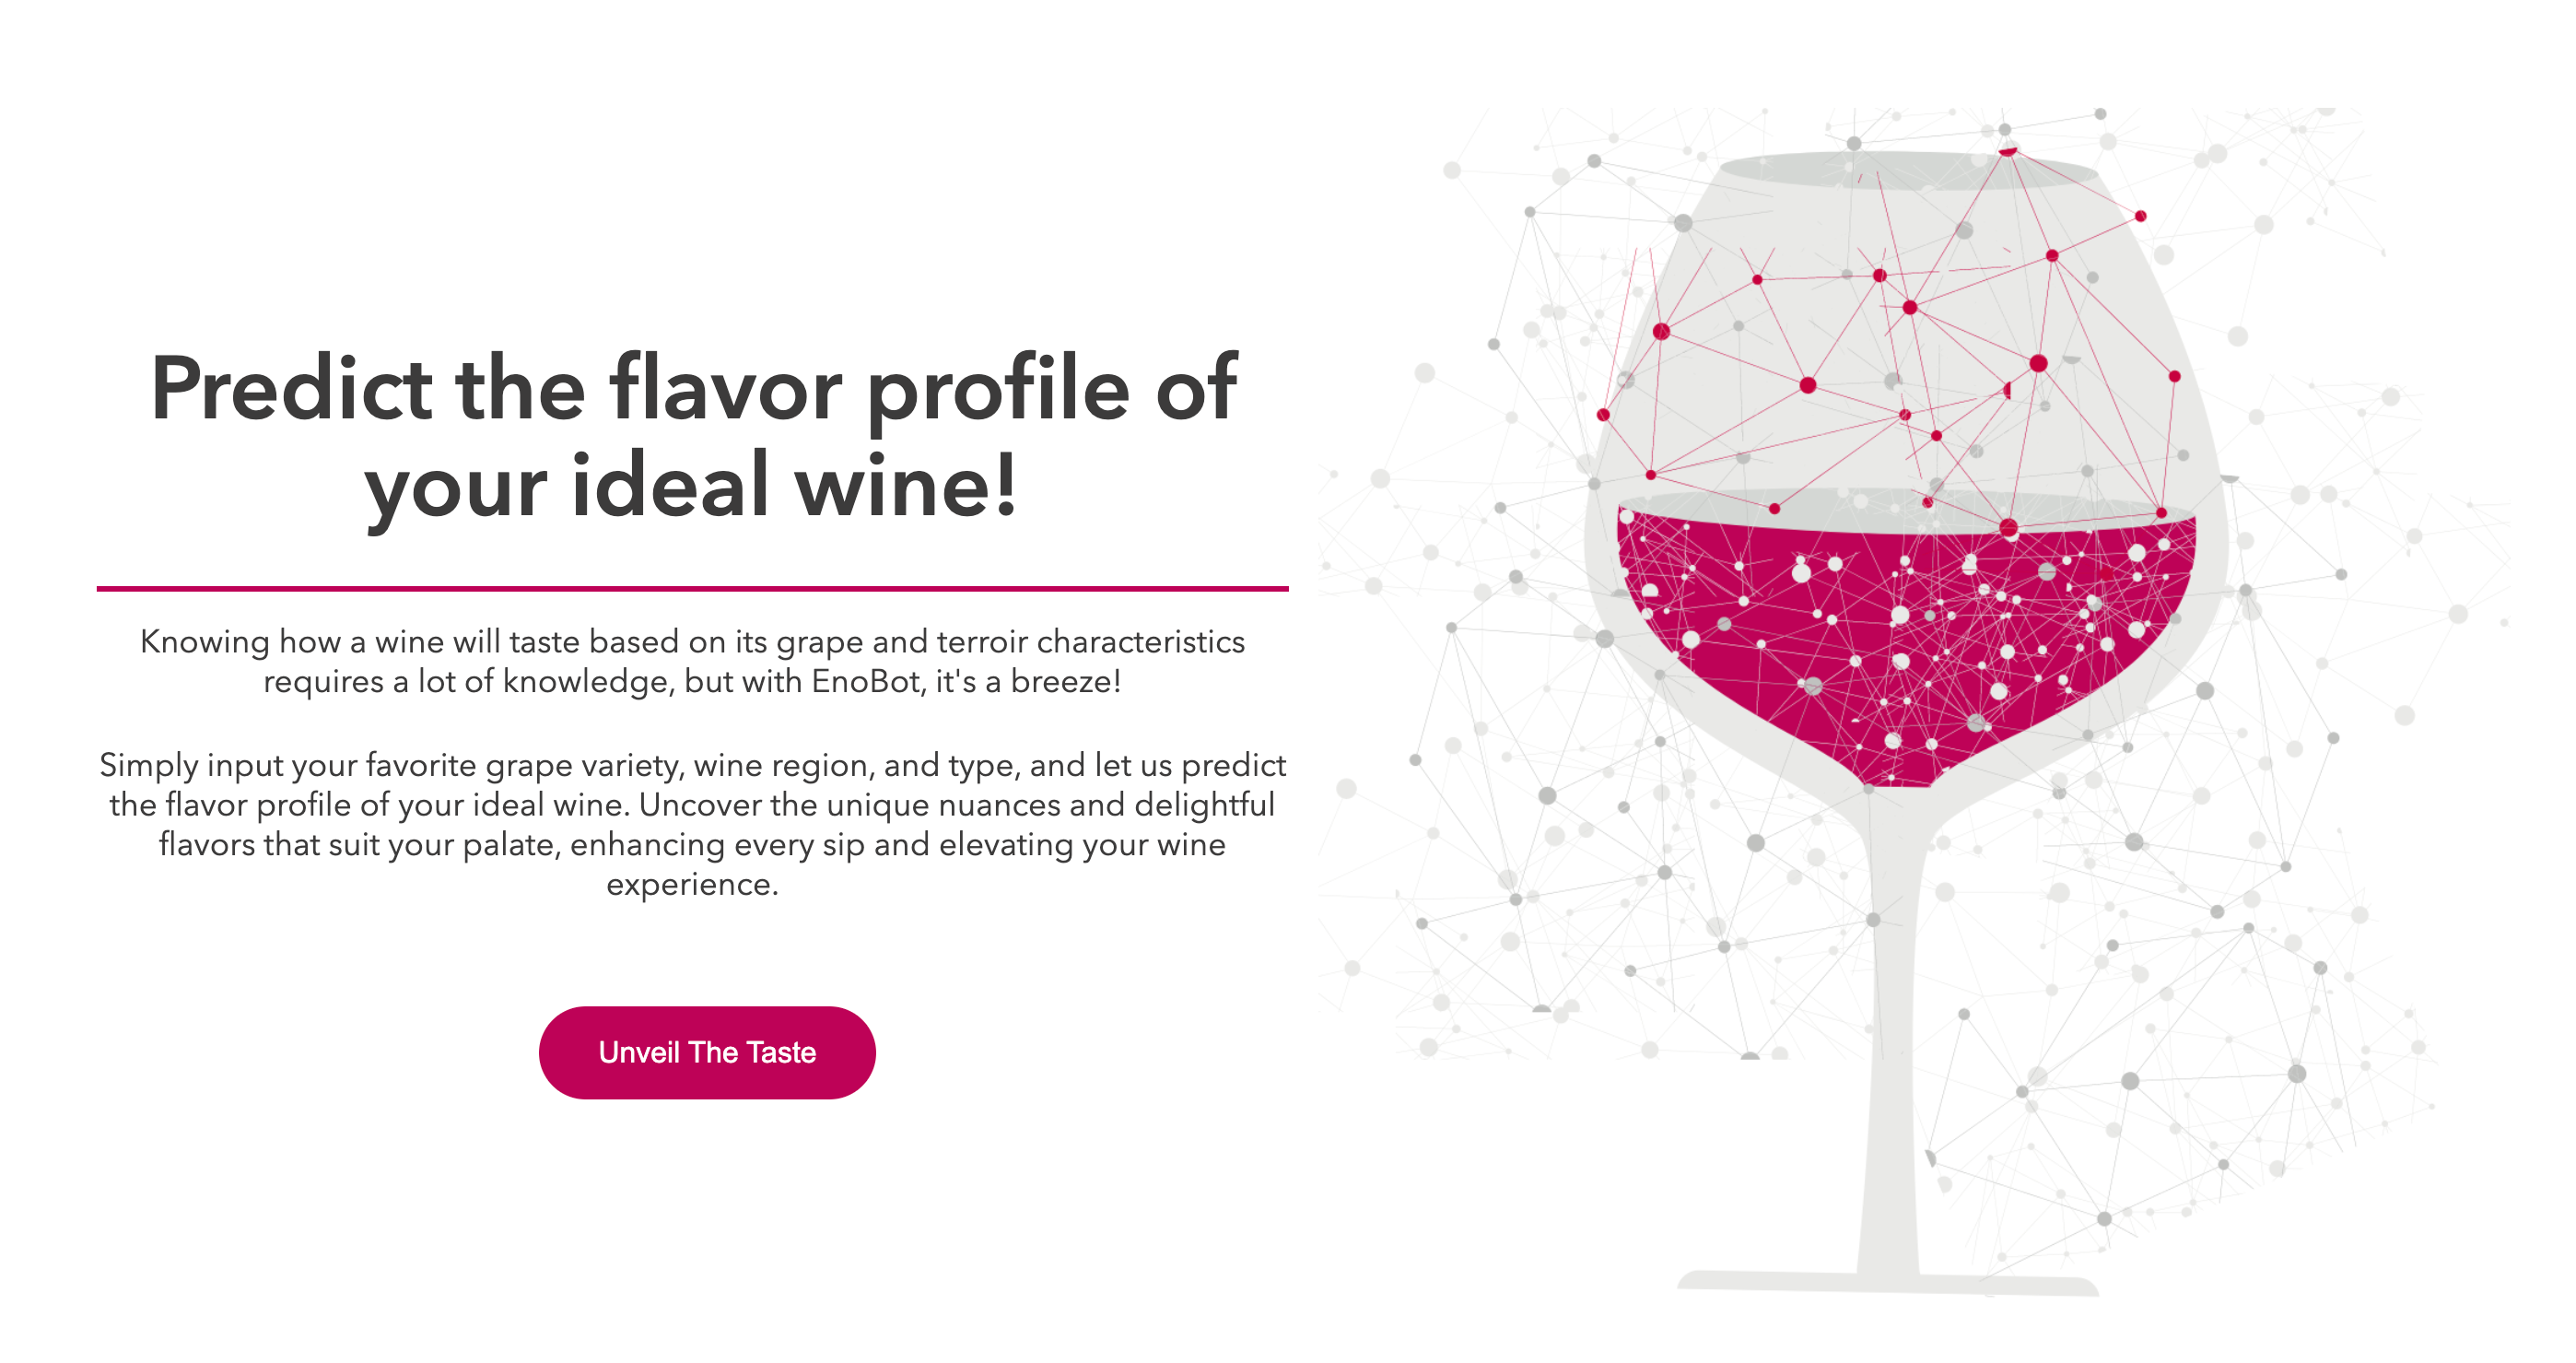 Predict the flavor profile of
your ideal wine!
Knowing how a wine will taste based on its grape and terroir characteristics
requires a lot of knowledge, but with EnoBot, it's a breeze!
Simply input your favorite grape variety, wine region, and type, and let us predict
the flavor profile of your ideal wine. Uncover the unique nuances and delightful
flavors that suit your palate, enhancing every sip and elevating your wine
experience.
Unveil The Taste